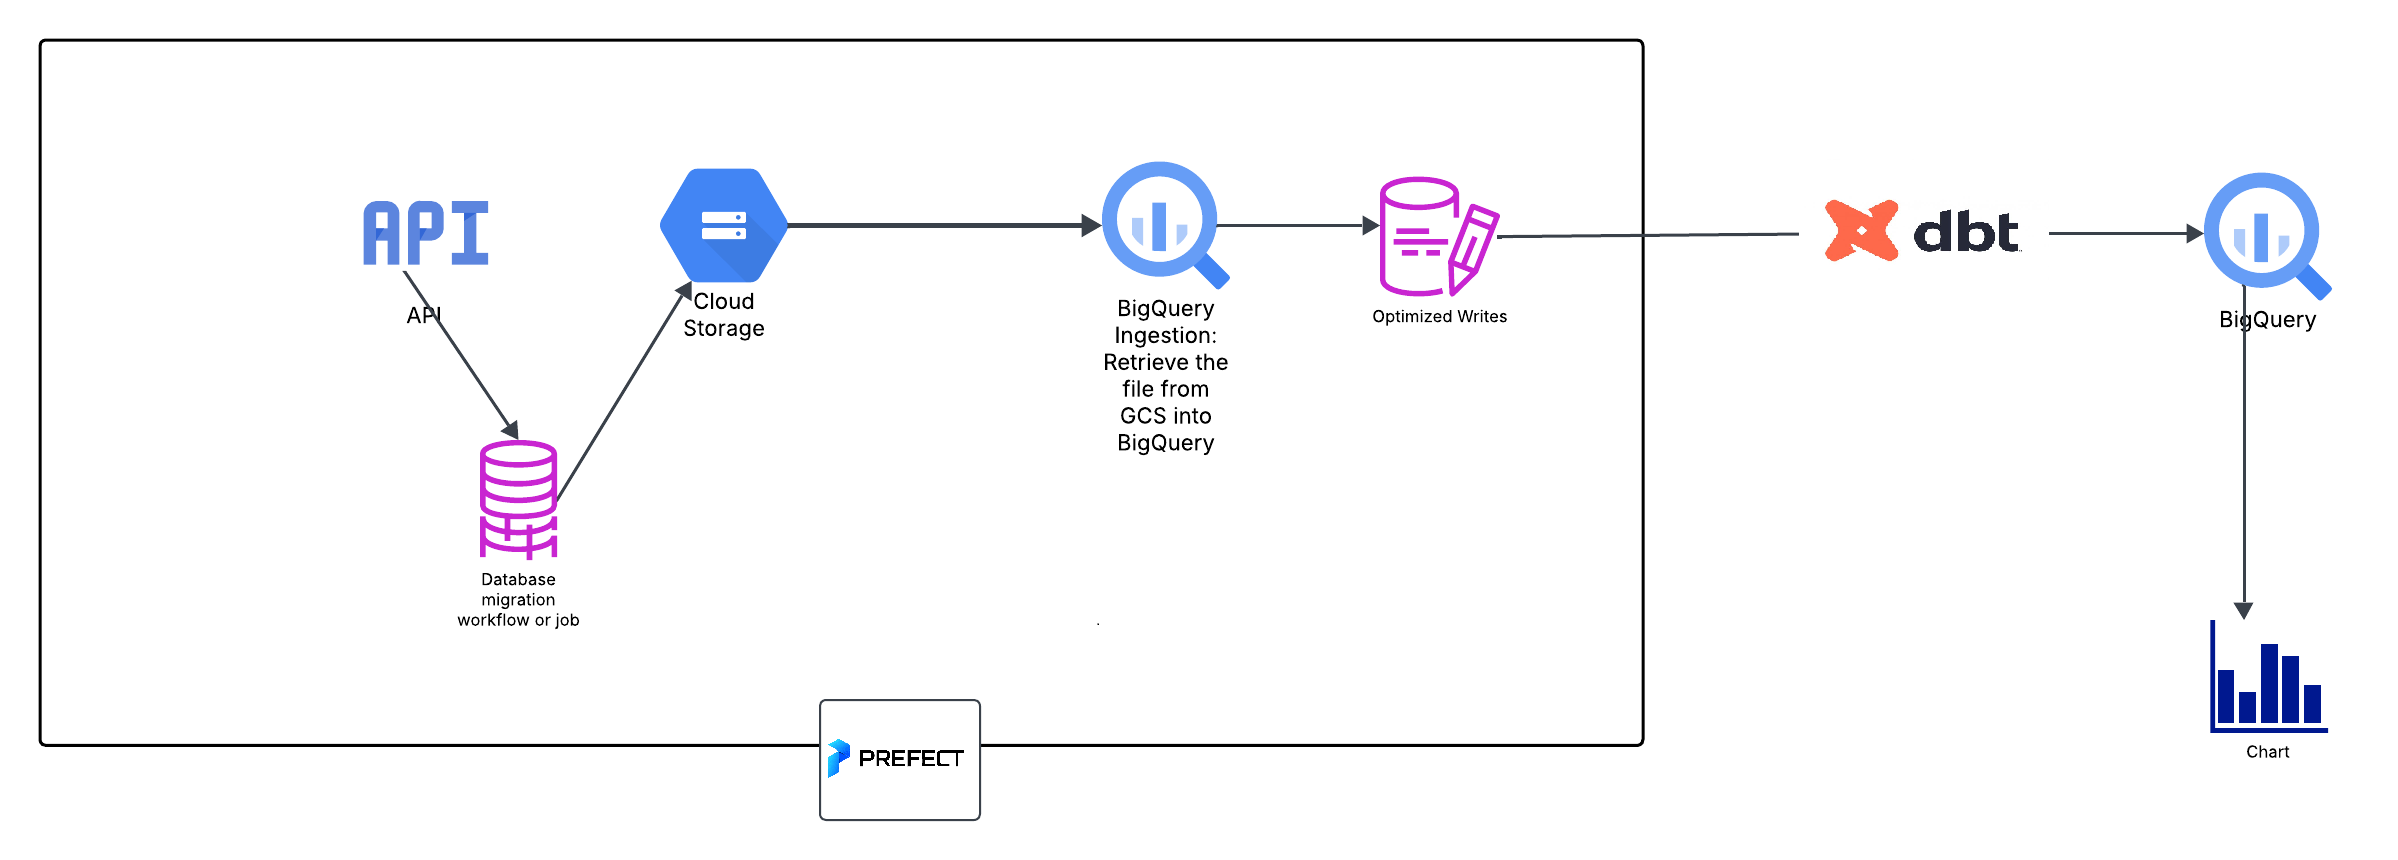 API
API
Cloud
Storage
BigQuery
Ingestion:
Retrieve the
file from
GCS into
BigQuery
Optimized Writes
dbt
BigQuery
Database
migration
workflow or job
Chart
PREFECT